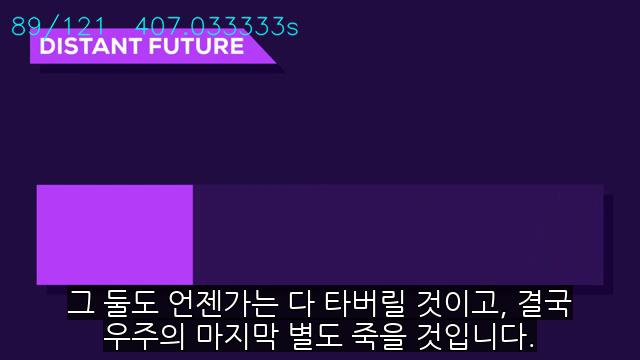 89/121 407.033333s
DISTANT FUTURE
그 둘도 언젠가는 다 타버릴 것이고, 결국
우주의 마지막 별도 죽을 것입니다.